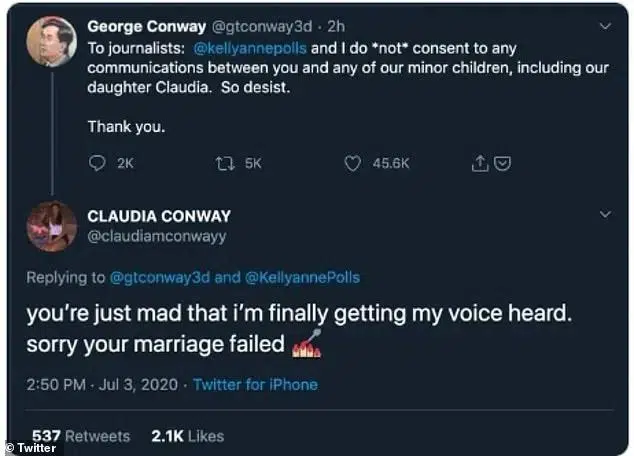 George Conway @gtconway3d · 2h
To journalists: @kellyannepolls and I do *not* consent to any
communications between you and any of our minor children, including our
daughter Claudia. So desist.
Thank you.
2K 5K 45.6K
CLAUDIA CONWAY
@claudiamconwayy
Replying to @gtconway3d and @KellyannePolls
you're just mad that i'm finally getting my voice heard.
sorry your marriage failed 💅
2:50 PM · Jul 3, 2020 · Twitter for iPhone
537 Retweets 2.1K Likes
© Twitter